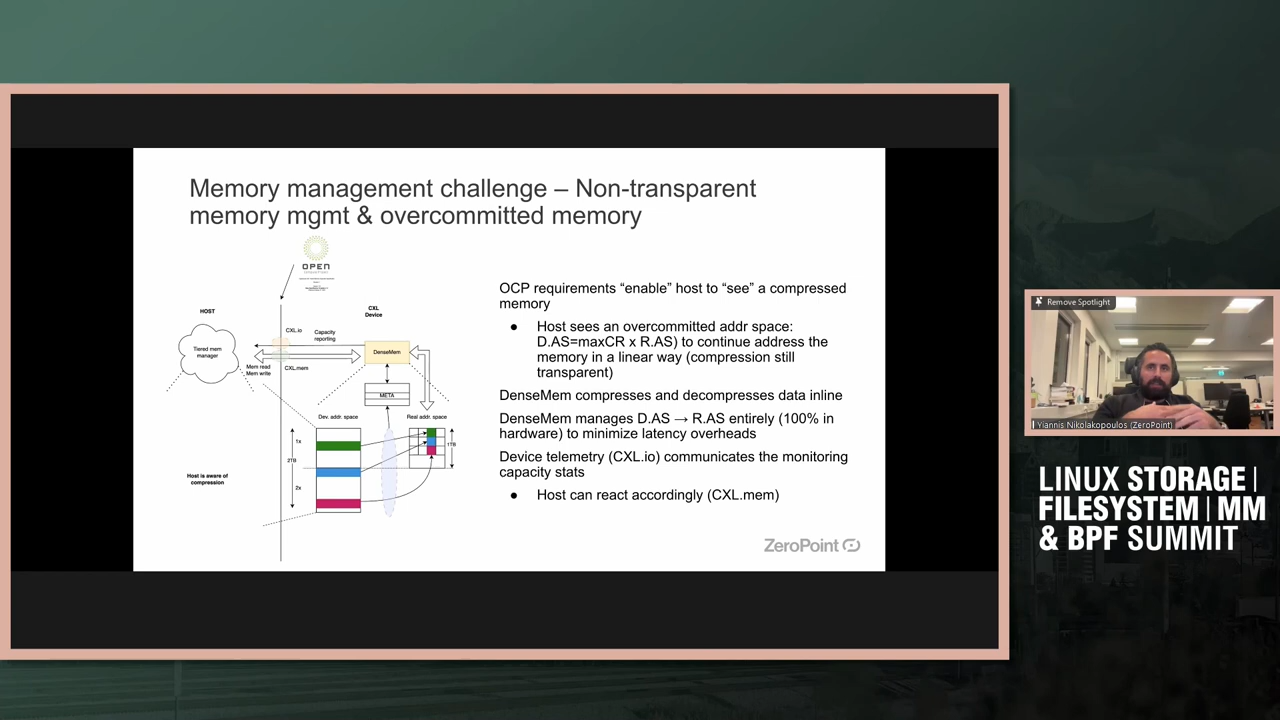 Memory management challenge – Non-transparent
memory mgmt & overcommitted memory
OPEN
HOST
CXL
Device
CXL.io
Capacity
reporting
Tiered mem
manager
DenseMem
Mem read
Mem write
CXL.mem
META
Dev. addr. space
Real addr. space
1x
2TB
2x
1TB
Host is aware of
compression
OCP requirements “enable” host to “see” a compressed
memory
● Host sees an overcommitted addr space:
D.AS=maxCR x R.AS) to continue address the
memory in a linear way (compression still
transparent)
DenseMem compresses and decompresses data inline
DenseMem manages D.AS → R.AS entirely (100% in
hardware) to minimize latency overheads
Device telemetry (CXL.io) communicates the monitoring
capacity stats
● Host can react accordingly (CXL.mem)
ZeroPoint
Remove Spotlight
Yiannis Nikolakopoulos (ZeroPoint)
LINUX STORAGE |
FILESYSTEM | MM
& BPF SUMMIT